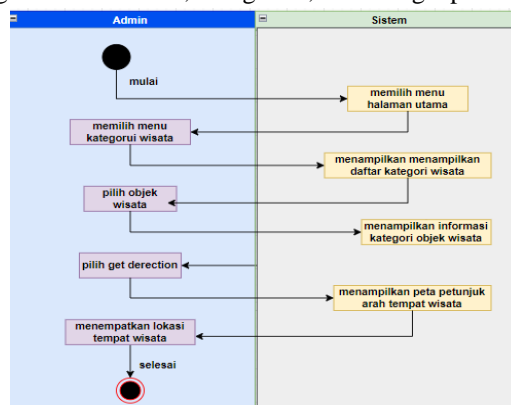 Admin
Sistem
mulai
memilih menu
halaman utama
memilih menu
kategorui wisata
menampilkan menampilkan
daftar kategori wisata
pilih objek
wisata
menampilkan informasi
kategori objek wisata
pilih get derection
menampilkan peta petunjuk
arah tempat wisata
menempatkan lokasi
tempat wisata
selesai